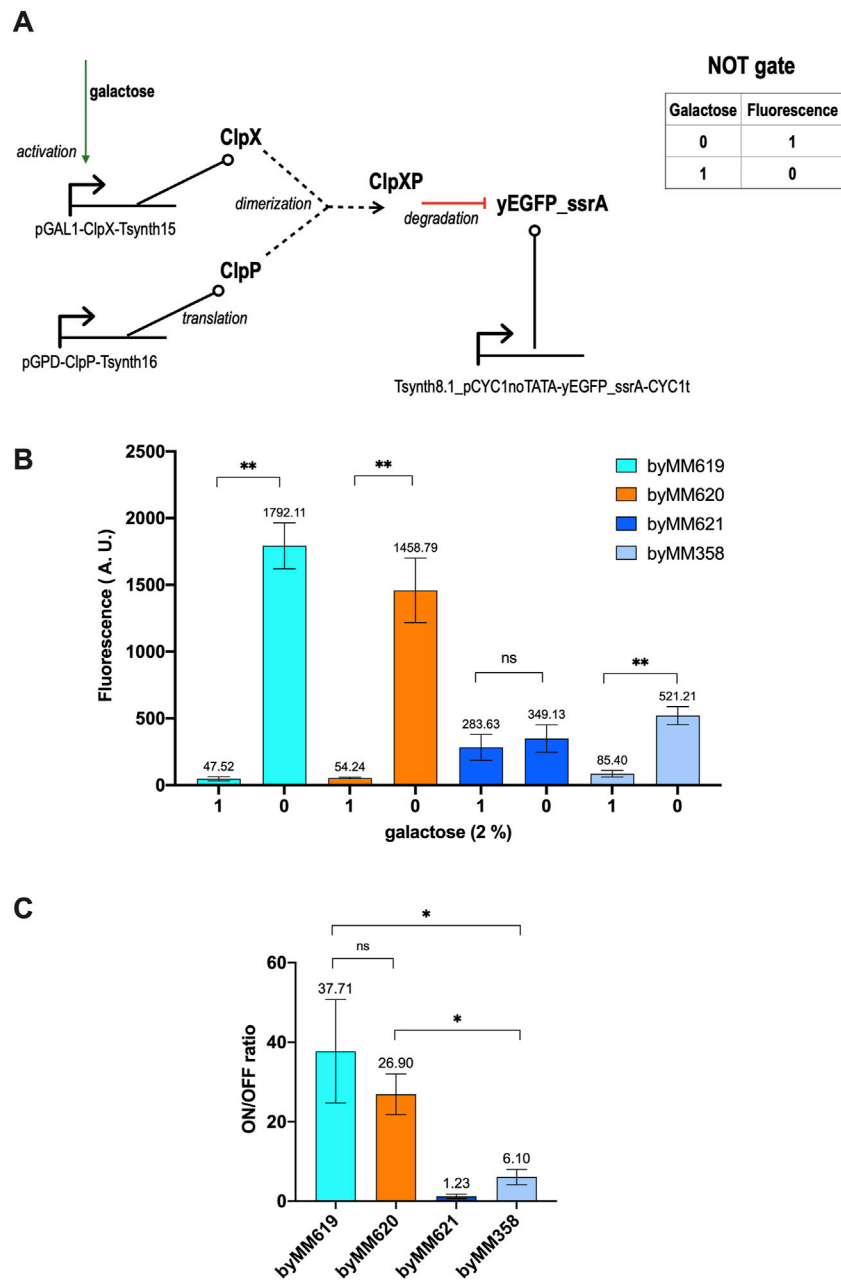 A
galactose
activation
ClpX
pGAL1-ClpX-Tsynth15
dimerization
ClpXP
degradation
yEGFP_ssrA
ClpP
translation
pGPD-ClpP-Tsynth16
Tsynth8.1_pCYC1noTATA-yEGFP_ssrA-CYC1t
NOT gate
Galactose Fluorescence
0 1
1 0
B
Fluorescence ( A. U.)
2500
2000
1500
1000
500
0
** ** ns **
47.52 1792.11 54.24 1458.79 283.63 349.13 85.40 521.21
1 0 1 0 1 0 1 0
galactose (2 %)
byMM619
byMM620
byMM621
byMM358
C
ON/OFF ratio
60
40
20
0
*
ns
*
37.71 26.90 1.23 6.10
byMM619 byMM620 byMM621 byMM358